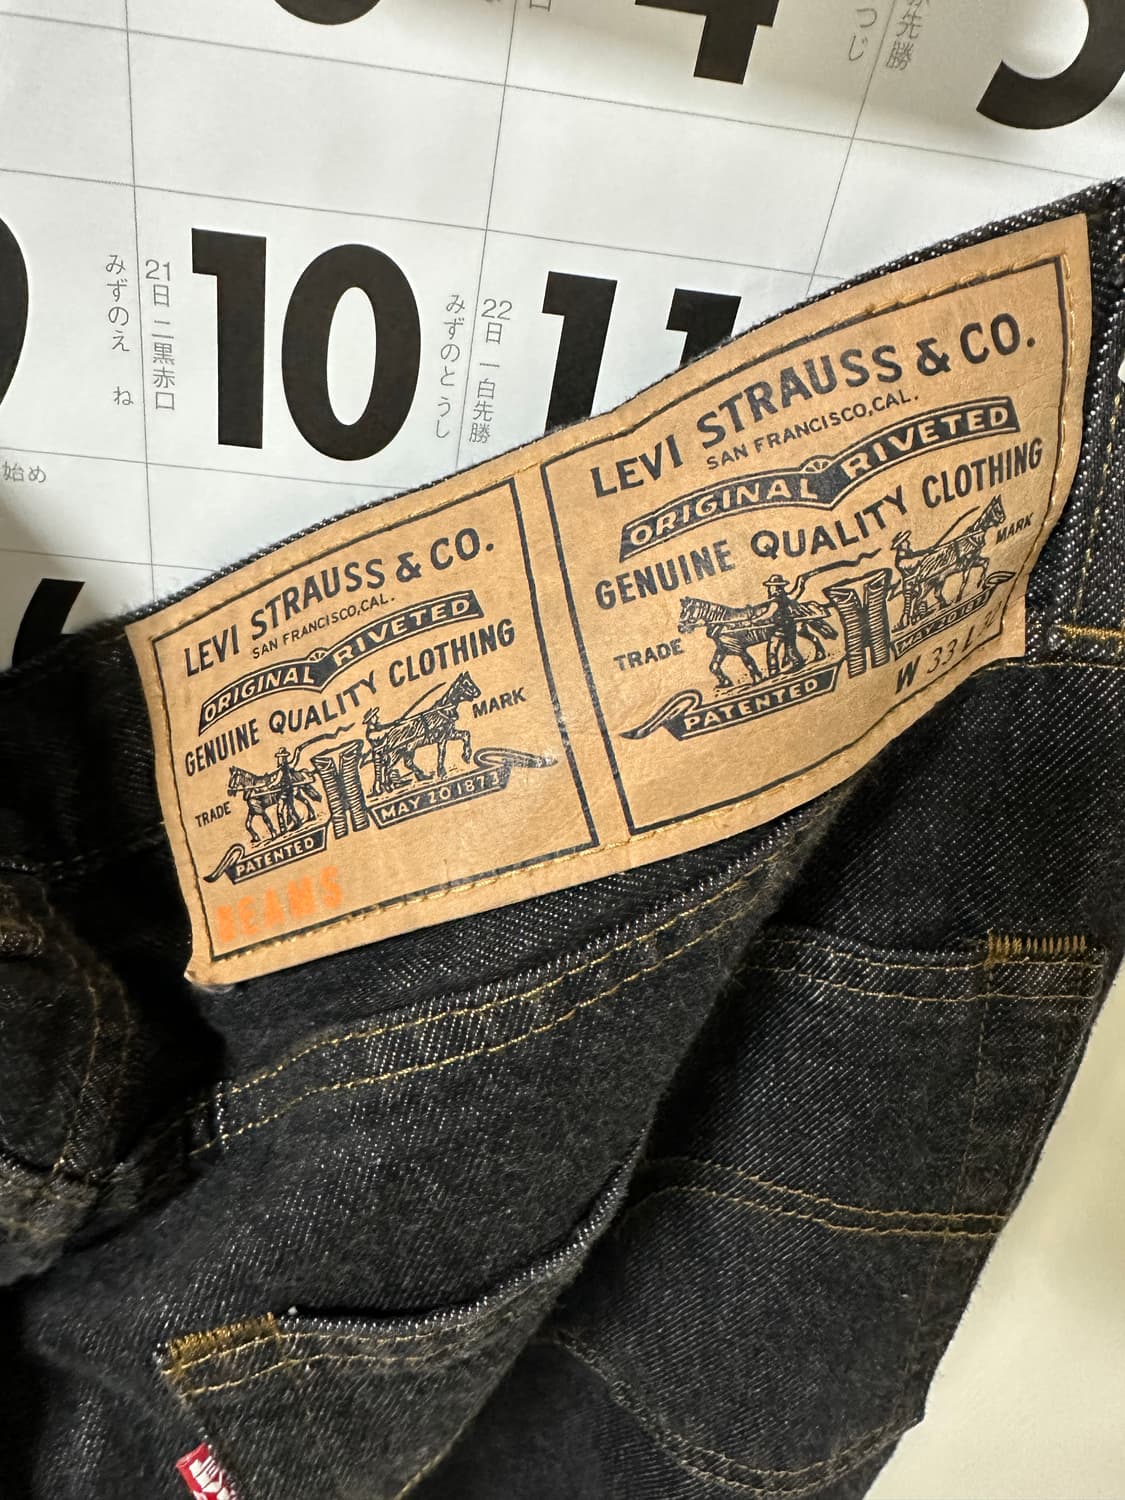 4
つじ
先勝
10
21日 二黒赤口
みずのえ ね
11
22日 一白先勝
みずのとうし
始め
LEVI STRAUSS & CO.
SAN FRANCISCO,CAL.
ORIGINAL RIVETED
GENUINE QUALITY CLOTHING
TRADE MARK
PATENTED MAY 20 1873
BEAMS
LEVI STRAUSS & CO.
SAN FRANCISCO,CAL.
ORIGINAL RIVETED
GENUINE QUALITY CLOTHING
TRADE MARK
PATENTED MAY 20 187
W 33 L